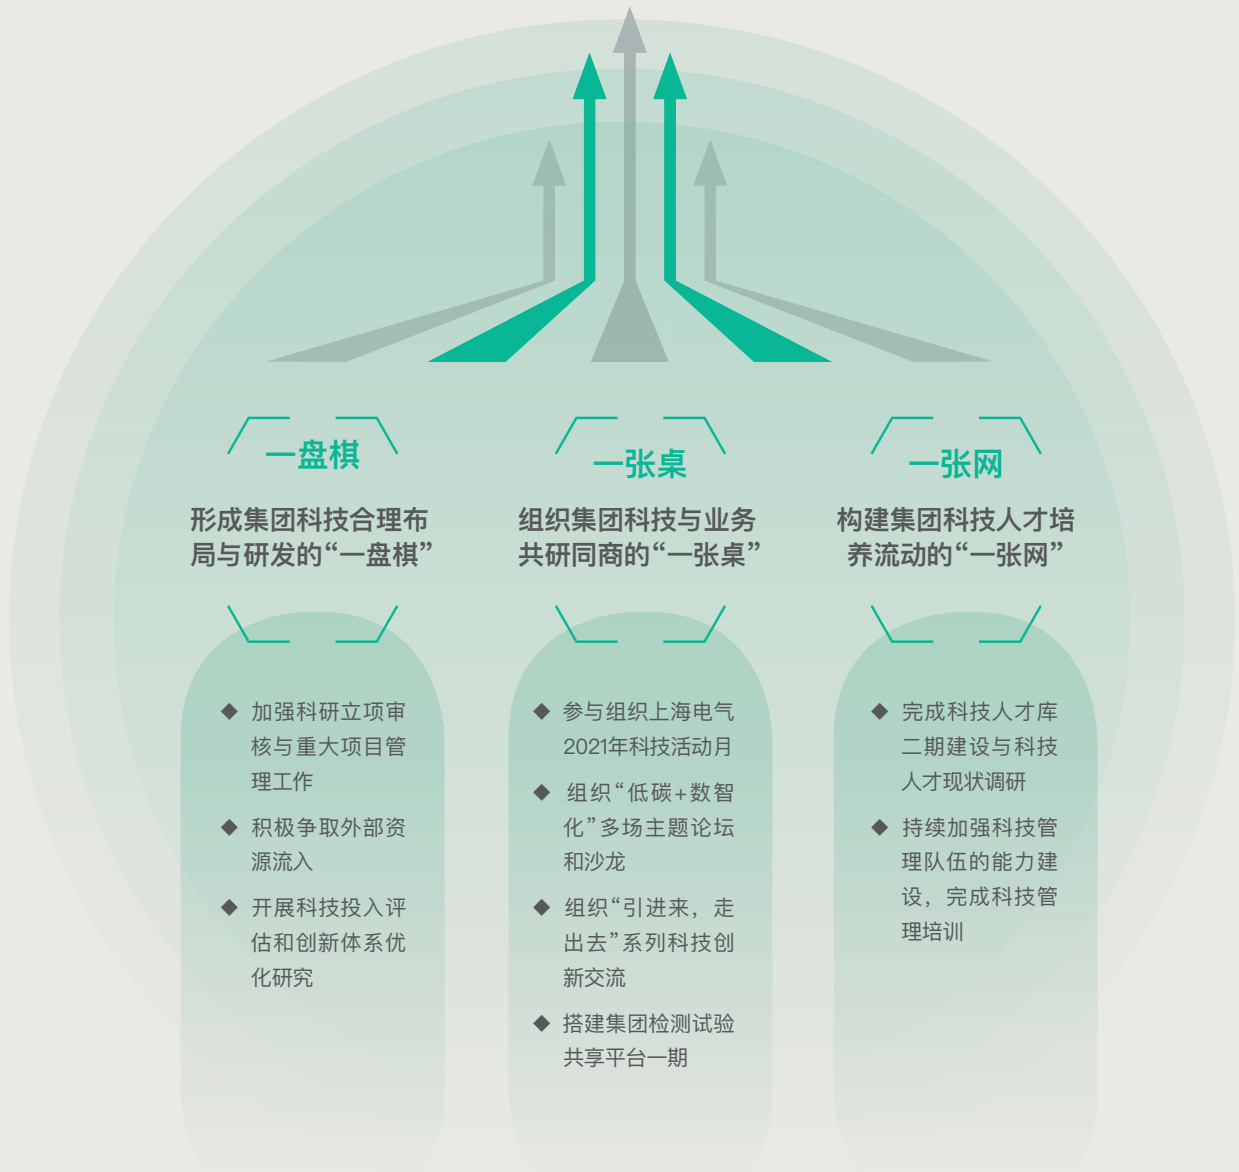 一盘棋
形成集团科技合理布
局与研发的“一盘棋”
◆ 加强科研立项审
核与重大项目管
理工作
◆ 积极争取外部资
源流入
◆ 开展科技投入评
估和创新体系优
化研究
一张桌
组织集团科技与业务
共研同商的“一张桌”
◆ 参与组织上海电气
2021年科技活动月
◆ 组织“低碳+数智
化”多场主题论坛
和沙龙
◆ 组织“引进来，走
出去”系列科技创
新交流
◆ 搭建集团检测试验
共享平台一期
一张网
构建集团科技人才培
养流动的“一张网”
◆ 完成科技人才库
二期建设与科技
人才现状调研
◆ 持续加强科技管
理队伍的能力建
设，完成科技管
理培训